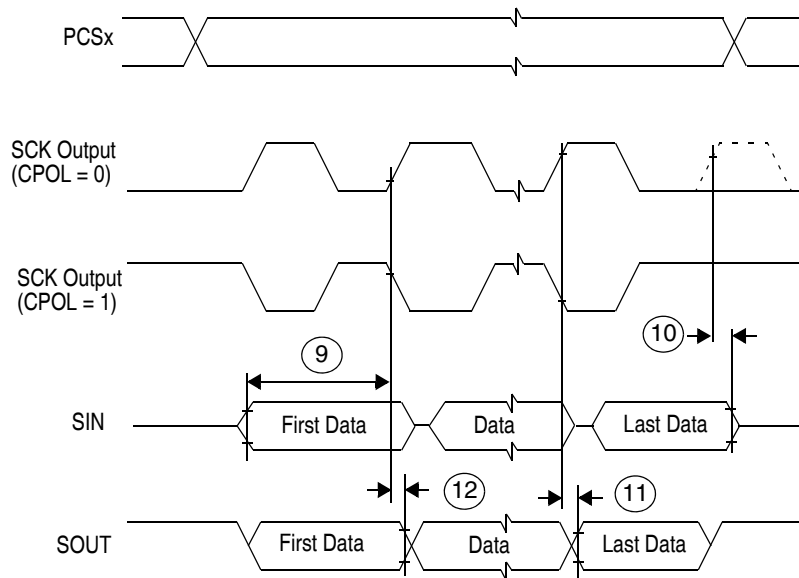 PCSx
SCK Output
(CPOL = 0)
SCK Output
(CPOL = 1)
10
9
SIN
First Data
Data
Last Data
12
11
SOUT
First Data
Data
Last Data